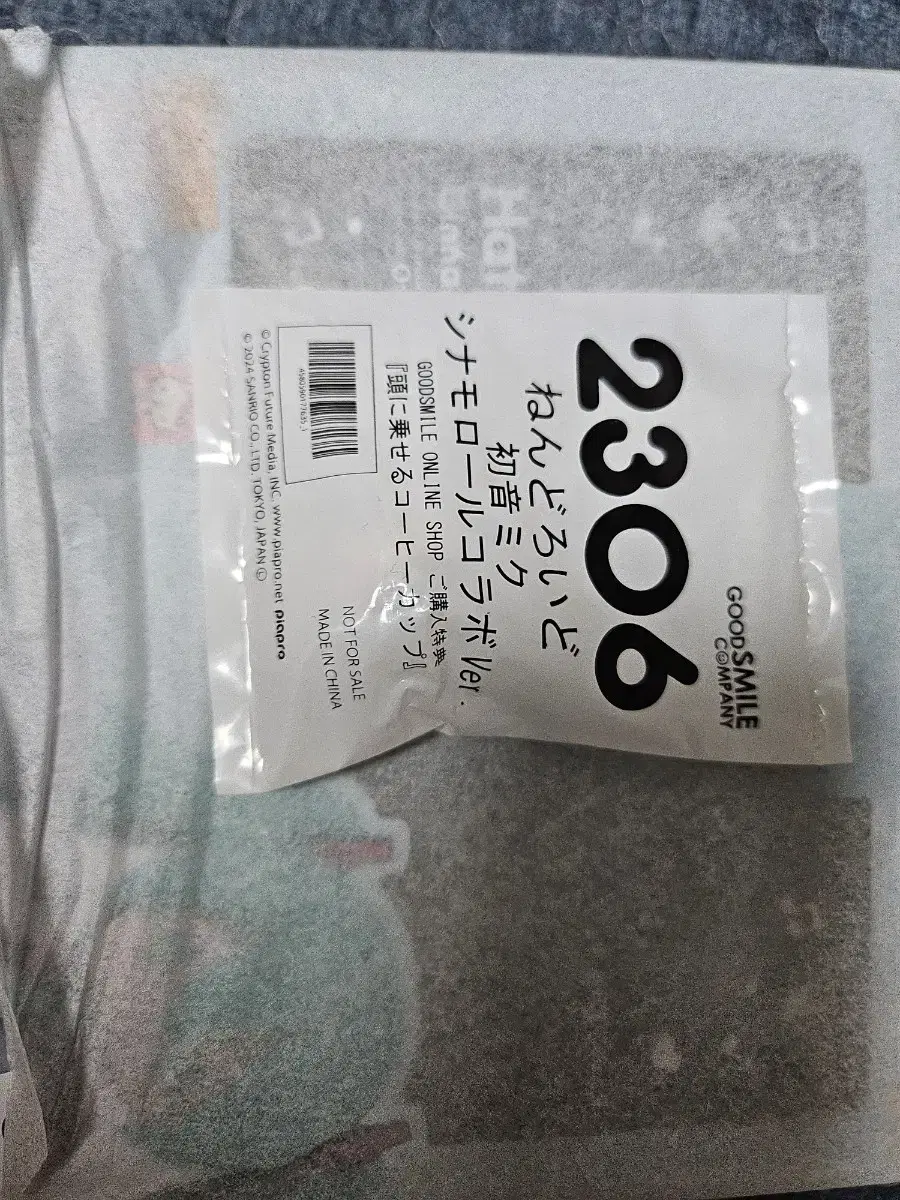 GOODSMILE
COMPANY
2306
ねんどろいど
初音ミク
シナモロールコラボVer.
GOODSMILE ONLINE SHOP ご購入特典
『頭に乗せるコーヒーカップ』
4580590177635_1
NOT FOR SALE
MADE IN CHINA
© Crypton Future Media, INC. www.piapro.net piapro
© 2024 SANRIO CO., LTD. TOKYO, JAPAN Ⓛ